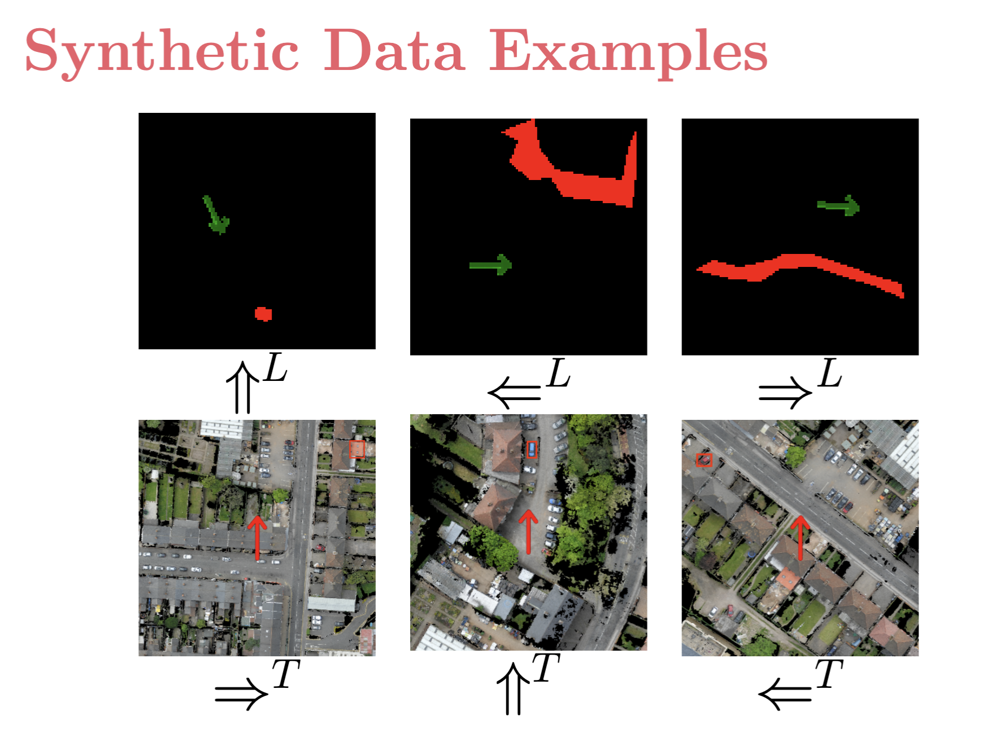 Synthetic Data Examples
⇑L ⇐L ⇒L
⇒T ⇑T ⇐T